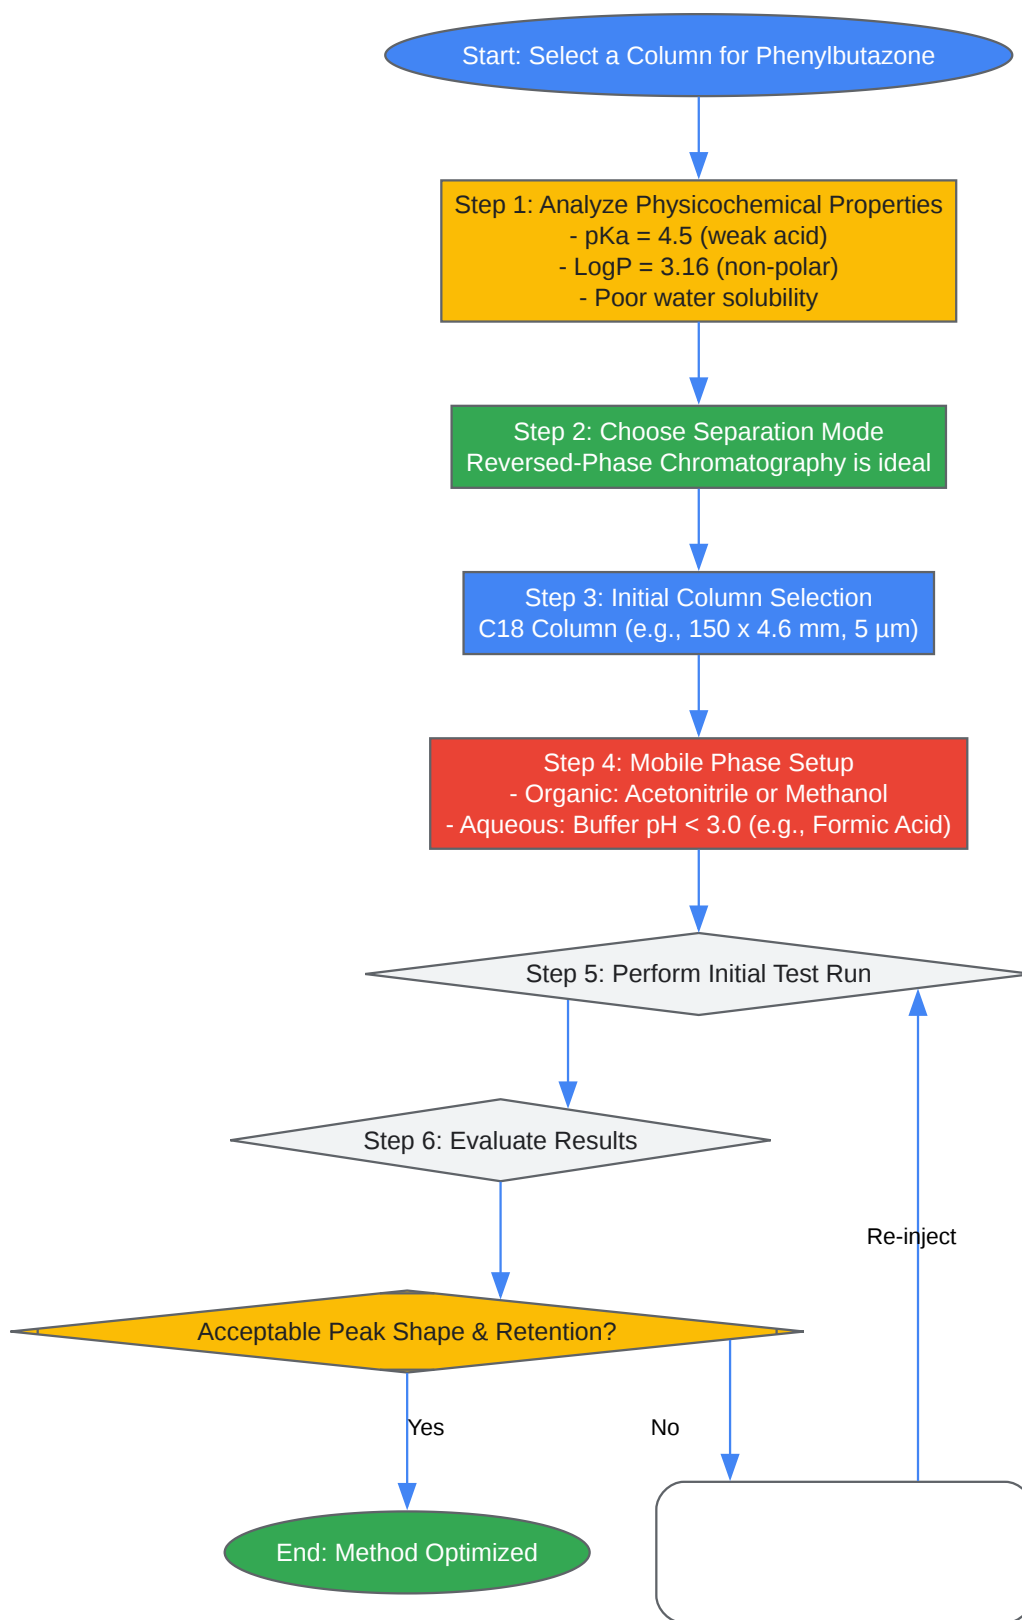 Start: Select a Column for Phenylbutazone
Step 1: Analyze Physicochemical Properties
- pKa = 4.5 (weak acid)
- LogP = 3.16 (non-polar)
- Poor water solubility
Step 2: Choose Separation Mode
Reversed-Phase Chromatography is ideal
Step 3: Initial Column Selection
C18 Column (e.g., 150 x 4.6 mm, 5 µm)
Step 4: Mobile Phase Setup
- Organic: Acetonitrile or Methanol
- Aqueous: Buffer pH < 3.0 (e.g., Formic Acid)
Step 5: Perform Initial Test Run
Step 6: Evaluate Results
Re-inject
Acceptable Peak Shape & Retention?
Yes
No
End: Method Optimized